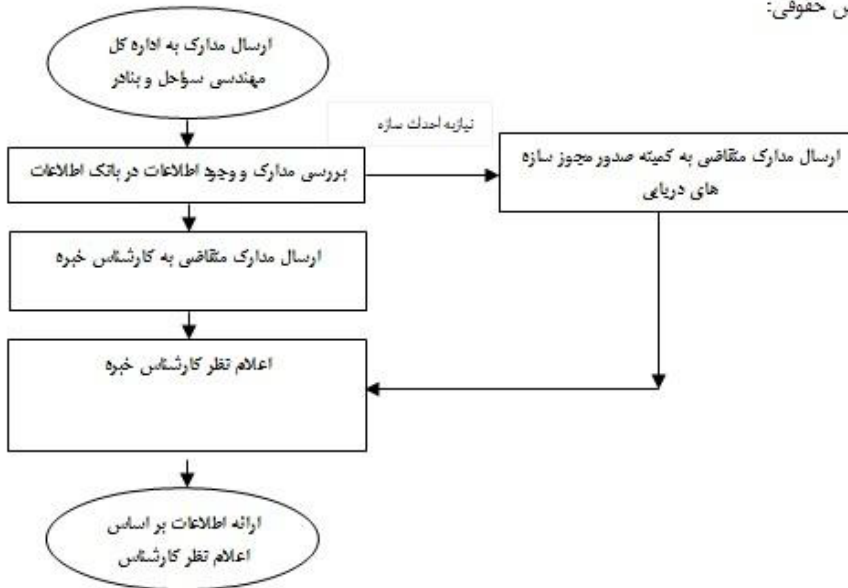 حقوقی:
ارسال مدارک به اداره کل
مهندسی سواحل و بنادر
نیازبه احداث سازه
بررسی مدارک و وجود اطلاعات در بانک اطلاعات
ارسال مدارک متقاضی به کمیته صدور مجوز سازه
های دریایی
ارسال مدارک متقاضی به کارشناس خبره
اعلام نظر کارشناس خبره
ارائه اطلاعات بر اساس
اعلام نظر کارشناس